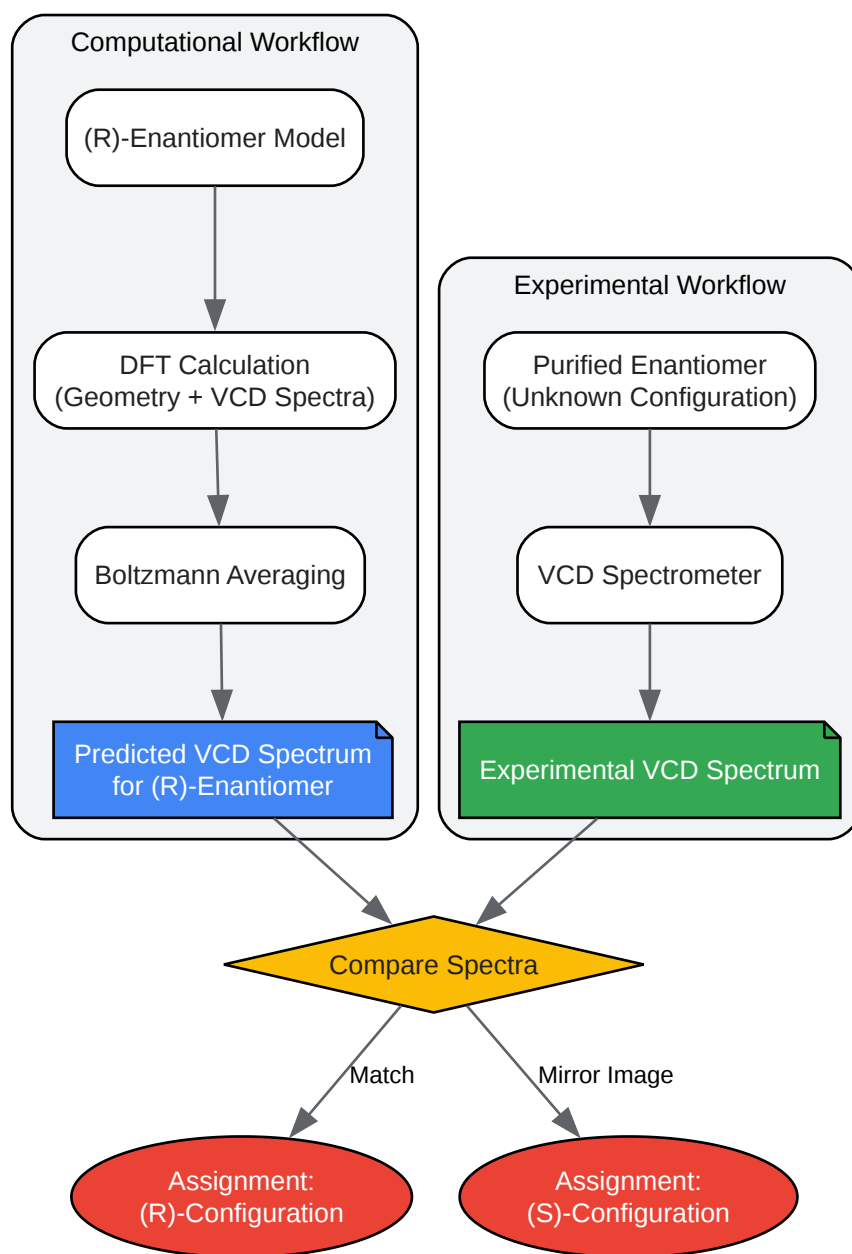 Computational Workflow
(R)-Enantiomer Model
DFT Calculation
(Geometry + VCD Spectra)
Boltzmann Averaging
Predicted VCD Spectrum
for (R)-Enantiomer
Experimental Workflow
Purified Enantiomer
(Unknown Configuration)
VCD Spectrometer
Experimental VCD Spectrum
Compare Spectra
Match
Mirror Image
Assignment:
(R)-Configuration
Assignment:
(S)-Configuration